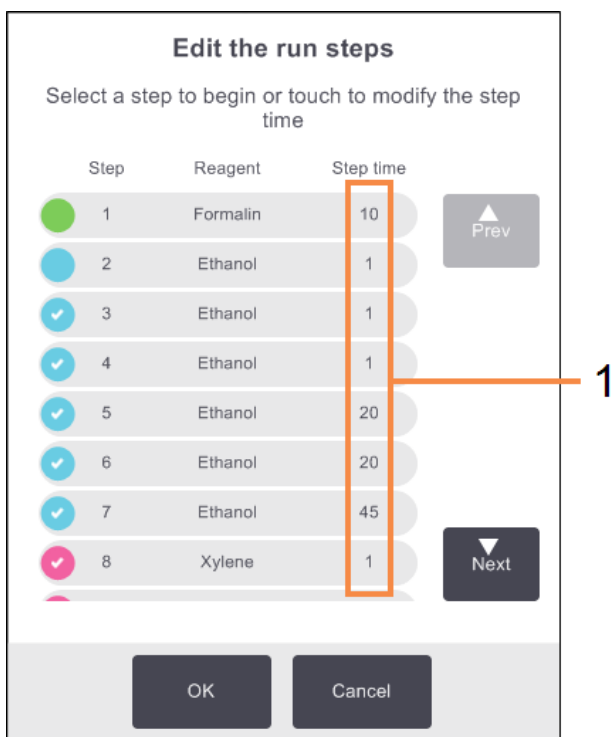 Edit the run steps
Select a step to begin or touch to modify the step
time
Step Reagent Step time
1 Formalin 10
Prev
2 Ethanol 1
3 Ethanol 1
4 Ethanol 1
1
5 Ethanol 20
6 Ethanol 20
7 Ethanol 45
8 Xylene 1
Next
OK Cancel